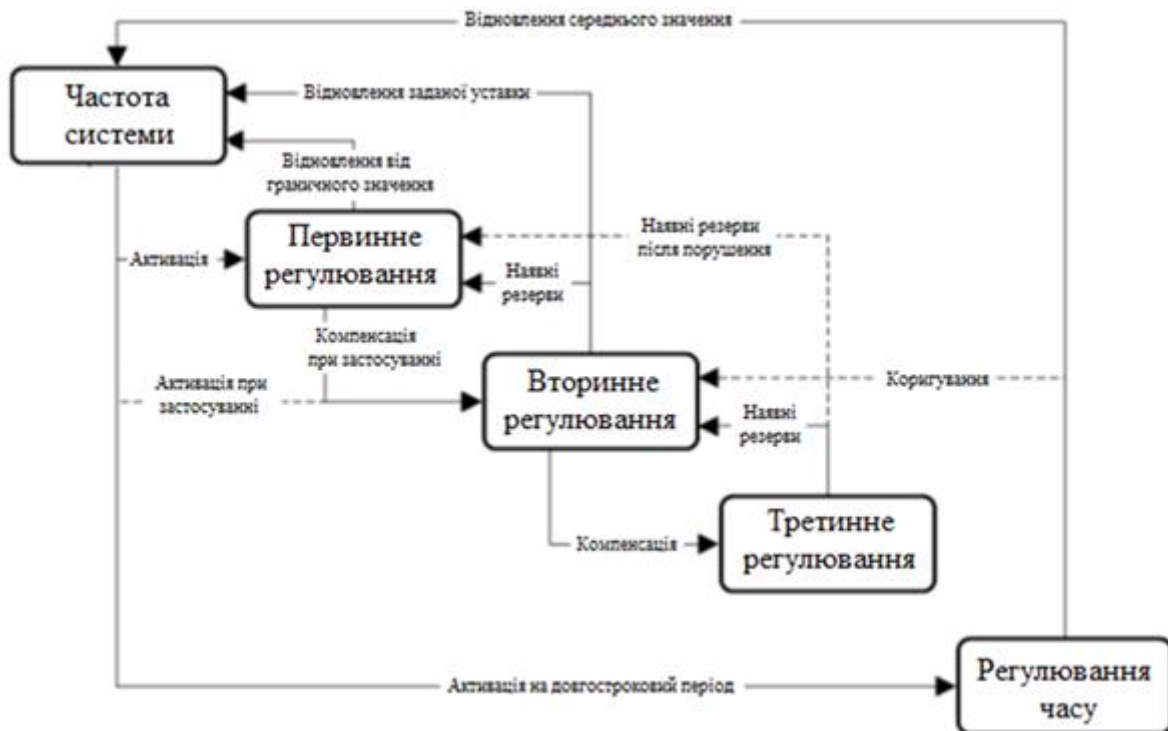 Відновлення середнього значення
Частота
системи
Відновлення заданої уставки
Відновлення від
граничного значення
Первинне
регулювання
Наявні резерви
після порушення
Активація
Наявні
резерви
Компенсація
при застосуванні
Вторинне
регулювання
Активація при
застосуванні
Коригування
Наявні
резерви
Третинне
регулювання
Компенсація
Регулювання
часу
Активація на довгостроковий період